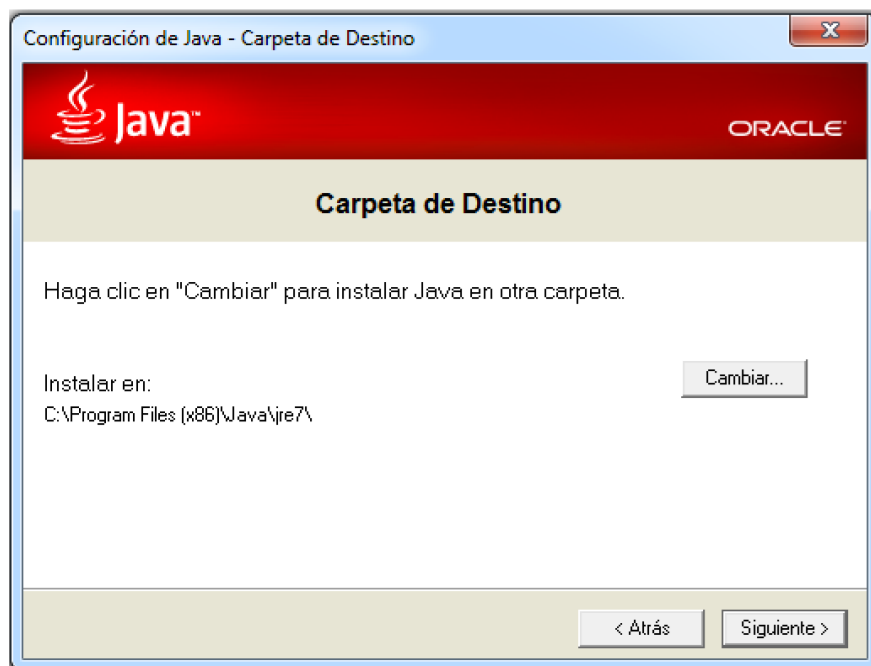 Configuración de Java - Carpeta de Destino
Java™
ORACLE®
Carpeta de Destino
Haga clic en "Cambiar" para instalar Java en otra carpeta.
Cambiar...
Instalar en:
C:\Program Files (x86)\Java\jre7\
< Atrás
Siguiente >